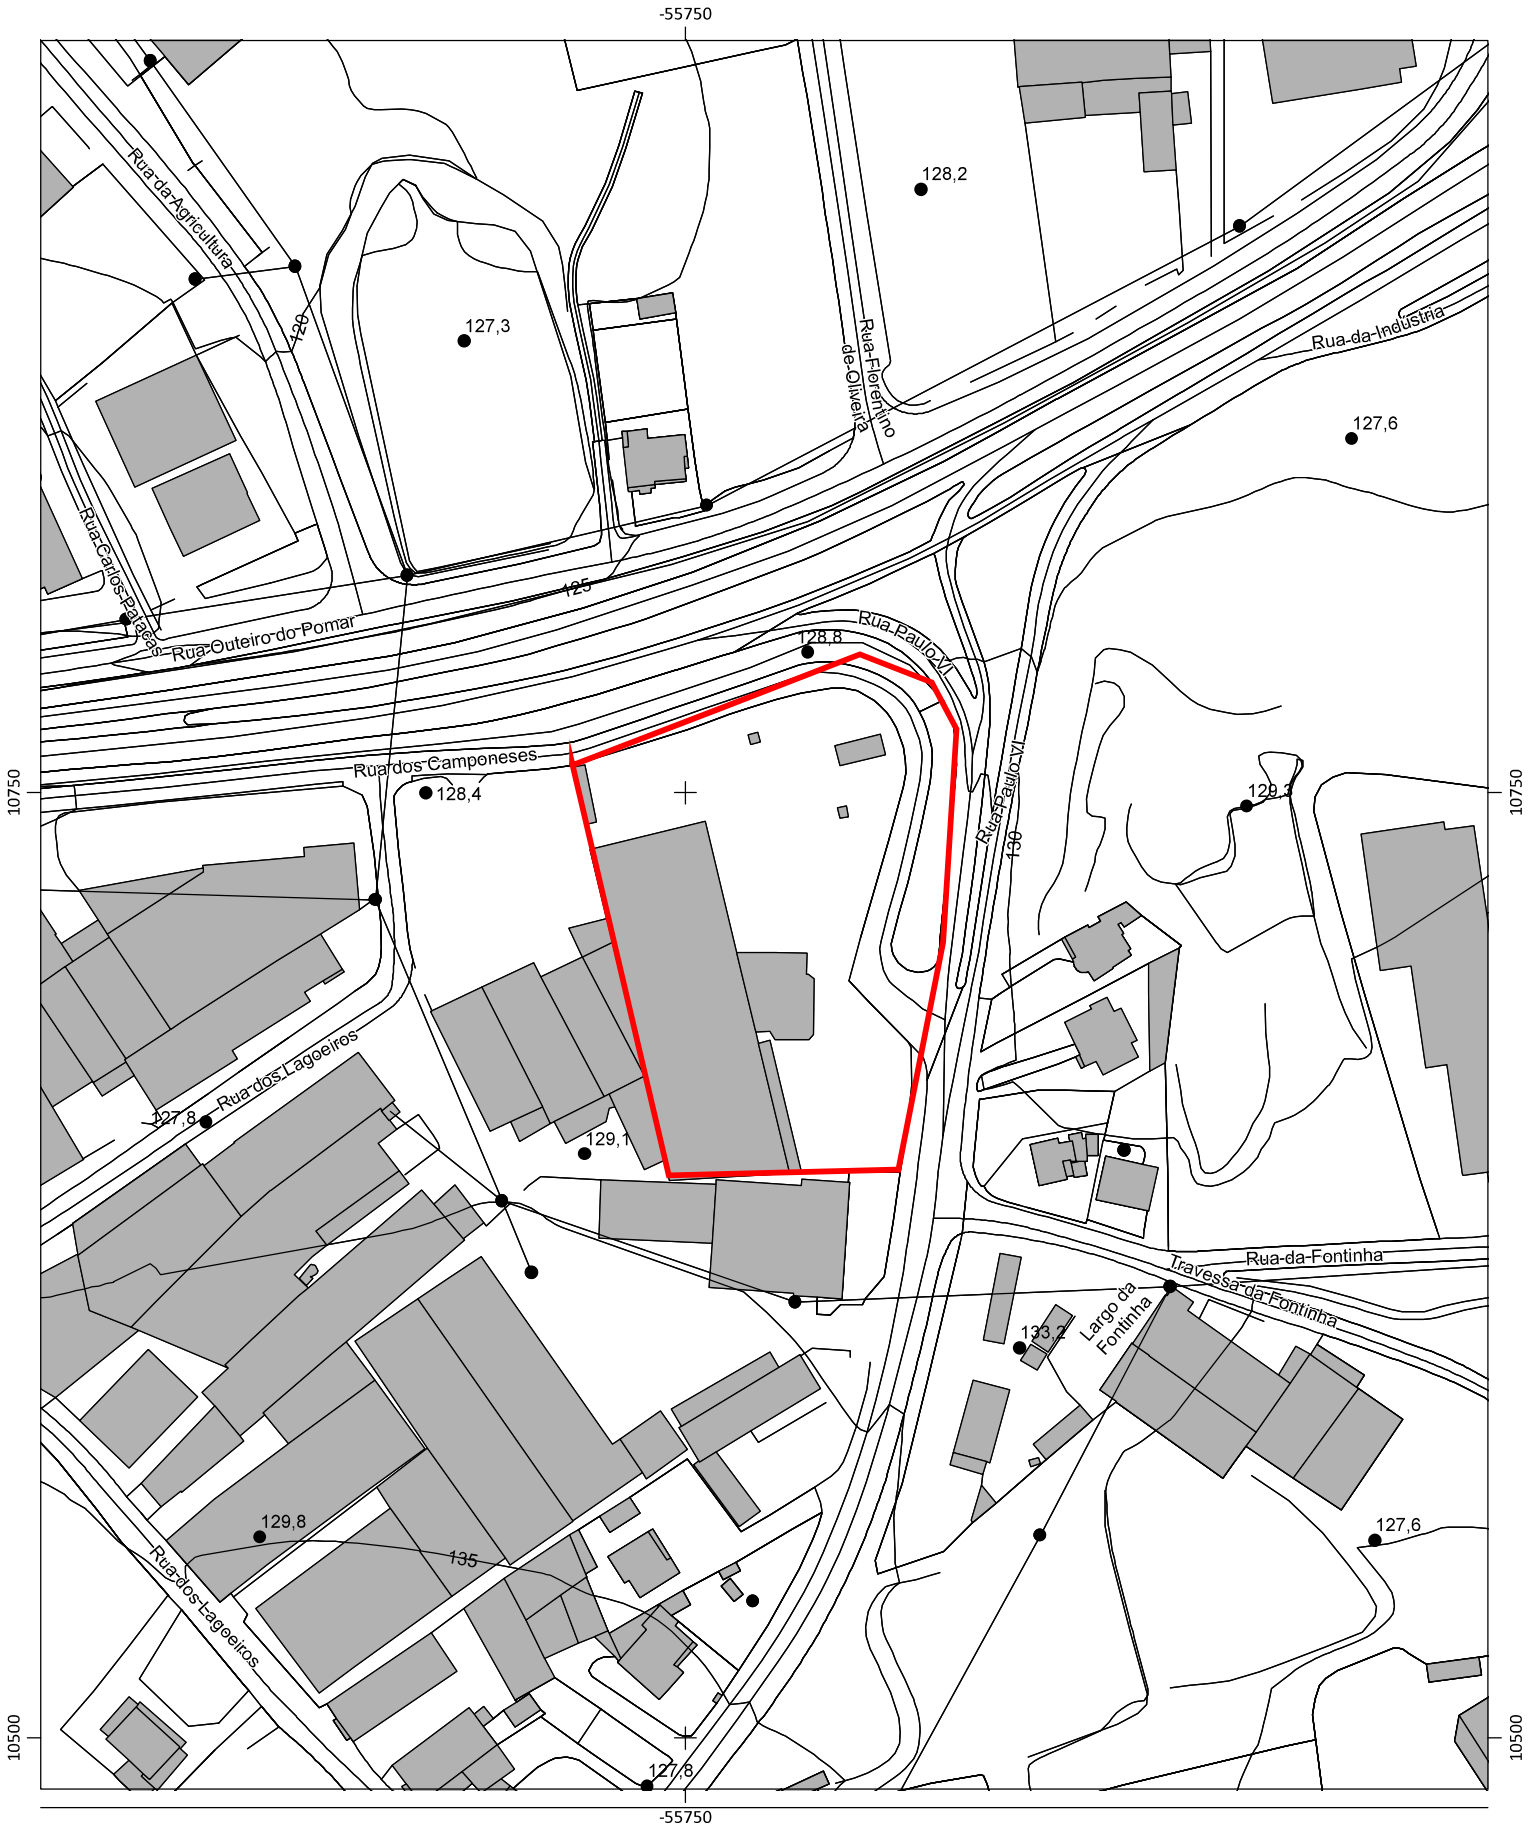 -55750
128,2
Rua da Agricultura
120
127,3
Rua Florentino
de Oliveira
Rua da Indústria
127,6
Rua Carlos Patacas
125
Rua Outeiro do Pomar
128,8
Rua Paulo VI
Rua dos Camponeses
128,4
10750
10750
Rua Paulo VI
130
129,3
Rua dos Lagoeiros
127,8
129,1
Rua da Fontinha
Travessa da Fontinha
Largo da
Fontinha
133,2
129,8
135
127,6
Rua dos Lagoeiros
10500
10500
127,8
-55750